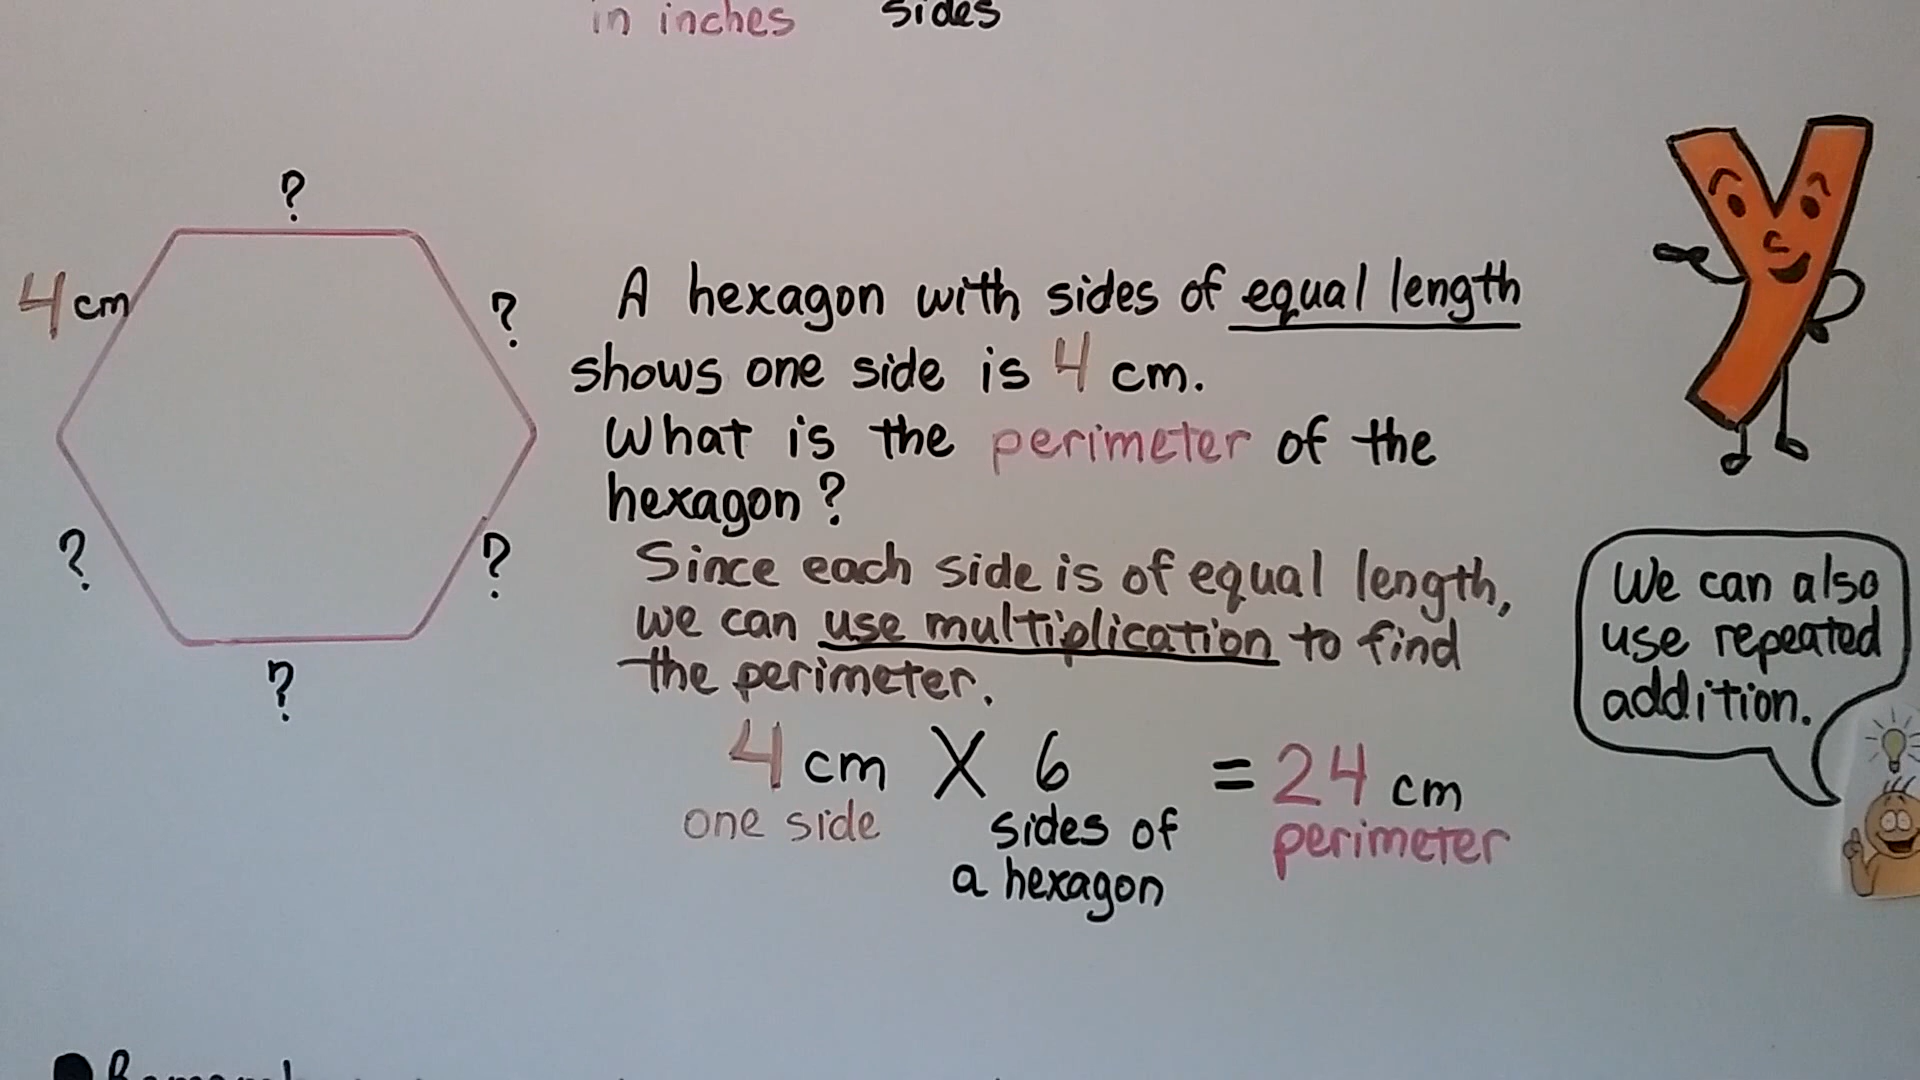 in inches sides
?
4 cm
?
?
?
?
A hexagon with sides of equal length
shows one side is 4 cm.
What is the perimeter of the
hexagon?
Since each side is of equal length,
we can use multiplication to find
the perimeter.
4 cm X 6 = 24 cm
one side sides of perimeter
a hexagon
Y
We can also
use repeated
addition.